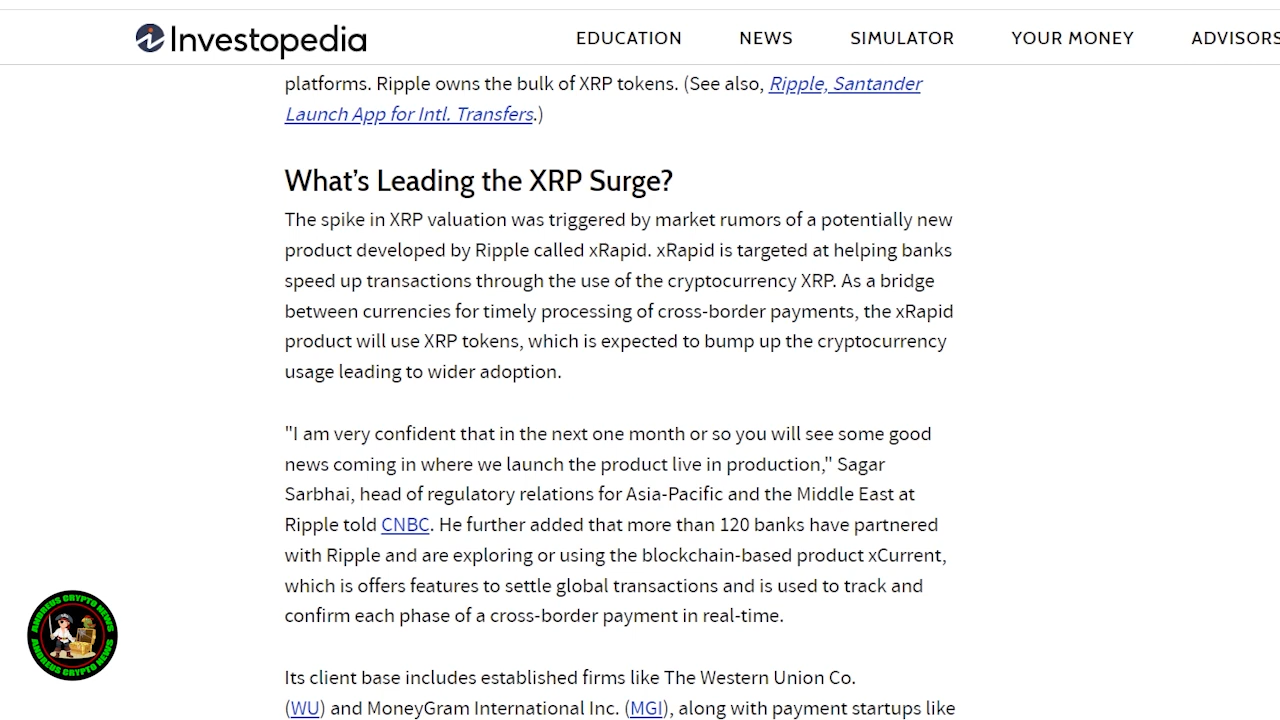 Investopedia
EDUCATION NEWS SIMULATOR YOUR MONEY ADVISORS
platforms. Ripple owns the bulk of XRP tokens. (See also, Ripple, Santander
Launch App for Intl. Transfers.)
What's Leading the XRP Surge?
The spike in XRP valuation was triggered by market rumors of a potentially new
product developed by Ripple called xRapid. xRapid is targeted at helping banks
speed up transactions through the use of the cryptocurrency XRP. As a bridge
between currencies for timely processing of cross-border payments, the xRapid
product will use XRP tokens, which is expected to bump up the cryptocurrency
usage leading to wider adoption.
"I am very confident that in the next one month or so you will see some good
news coming in where we launch the product live in production," Sagar
Sarbhai, head of regulatory relations for Asia-Pacific and the Middle East at
Ripple told CNBC. He further added that more than 120 banks have partnered
with Ripple and are exploring or using the blockchain-based product xCurrent,
which is offers features to settle global transactions and is used to track and
confirm each phase of a cross-border payment in real-time.
Its client base includes established firms like The Western Union Co.
(WU) and MoneyGram International Inc. (MGI), along with payment startups like
ANDREUS CRYPTO NEWS
ANDREUS CRYPTO NEWS